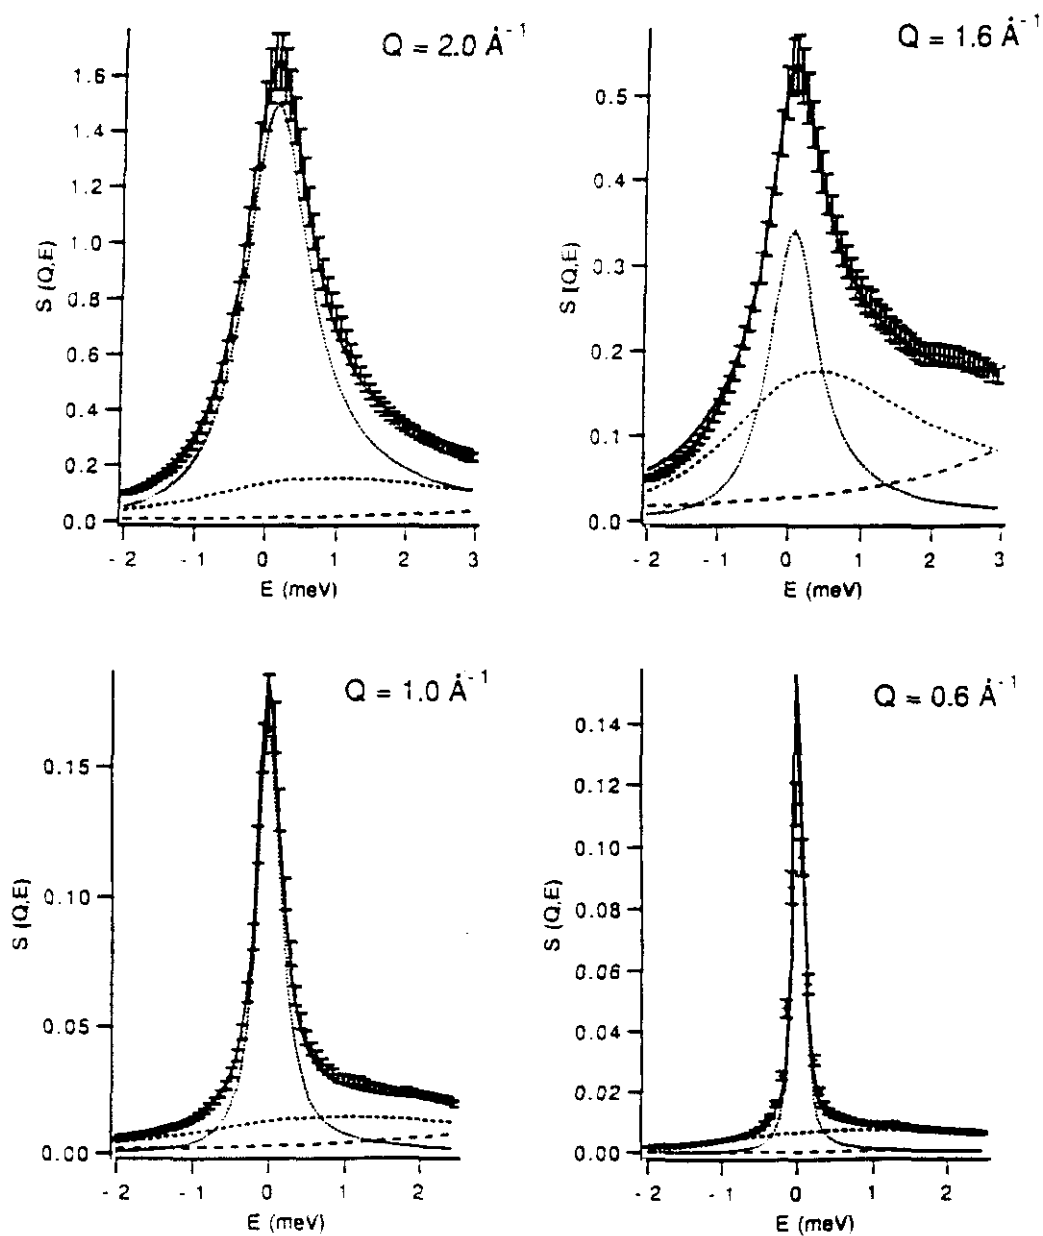 Q = 2.0 Å⁻¹
1.6
1.4
1.2
1.0
0.8
0.6
0.4
0.2
0.0
S (Q,E)
-2 -1 0 1 2 3
E (meV)
Q = 1.6 Å⁻¹
0.5
0.4
0.3
0.2
0.1
0.0
S (Q,E)
-2 -1 0 1 2 3
E (meV)
Q = 1.0 Å⁻¹
0.15
0.10
0.05
0.00
S (Q,E)
-2 -1 0 1 2
E (meV)
Q = 0.6 Å⁻¹
0.14
0.12
0.10
0.08
0.06
0.04
0.02
0.00
S (Q,E)
-2 -1 0 1 2
E (meV)